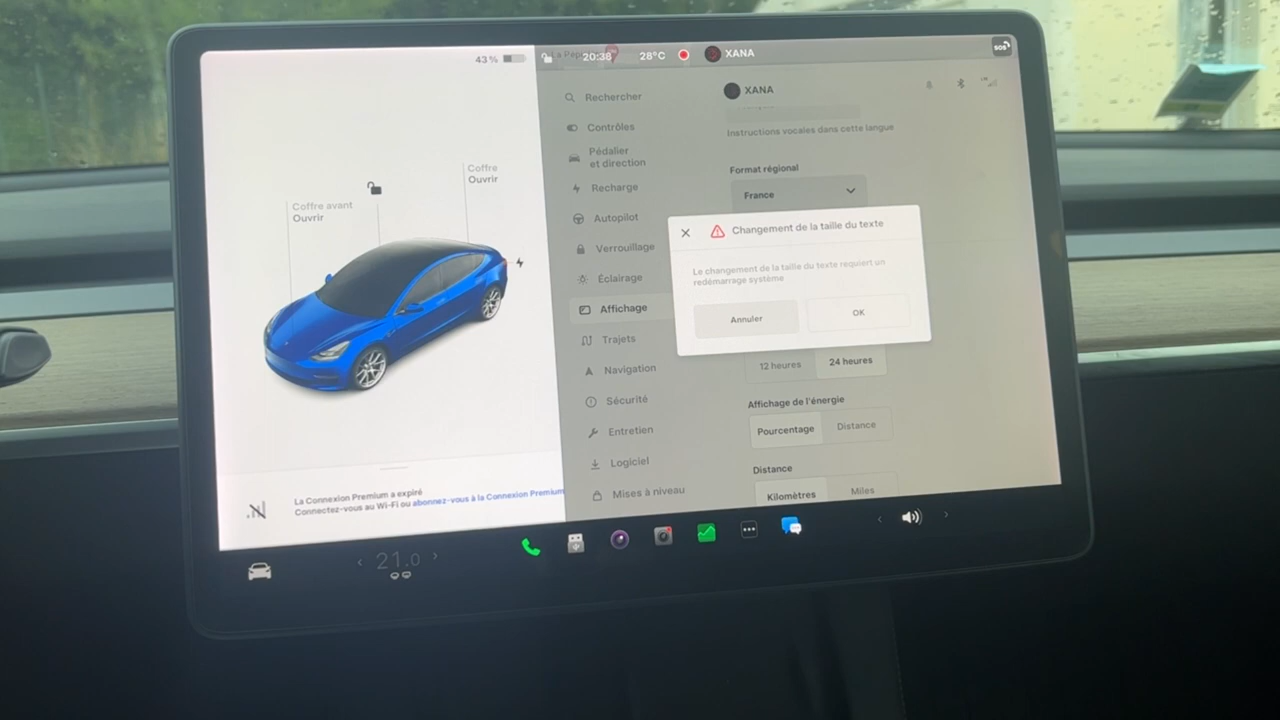 43 %
20:38
28°C
XANA
SOS
Coffre
Ouvrir
Coffre avant
Ouvrir
La Connexion Premium a expiré
Connectez-vous au Wi-Fi ou abonnez-vous à la Connexion Premium
Rechercher
Contrôles
Pédalier
et direction
Recharge
Autopilot
Verrouillage
Éclairage
Affichage
Trajets
Navigation
Sécurité
Entretien
Logiciel
Mises à niveau
XANA
Instructions vocales dans cette langue
Format régional
France
Changement de la taille du texte
Le changement de la taille du texte requiert un
redémarrage système
Annuler
OK
12 heures
24 heures
Affichage de l'énergie
Pourcentage
Distance
Distance
Kilomètres
Miles
21.0